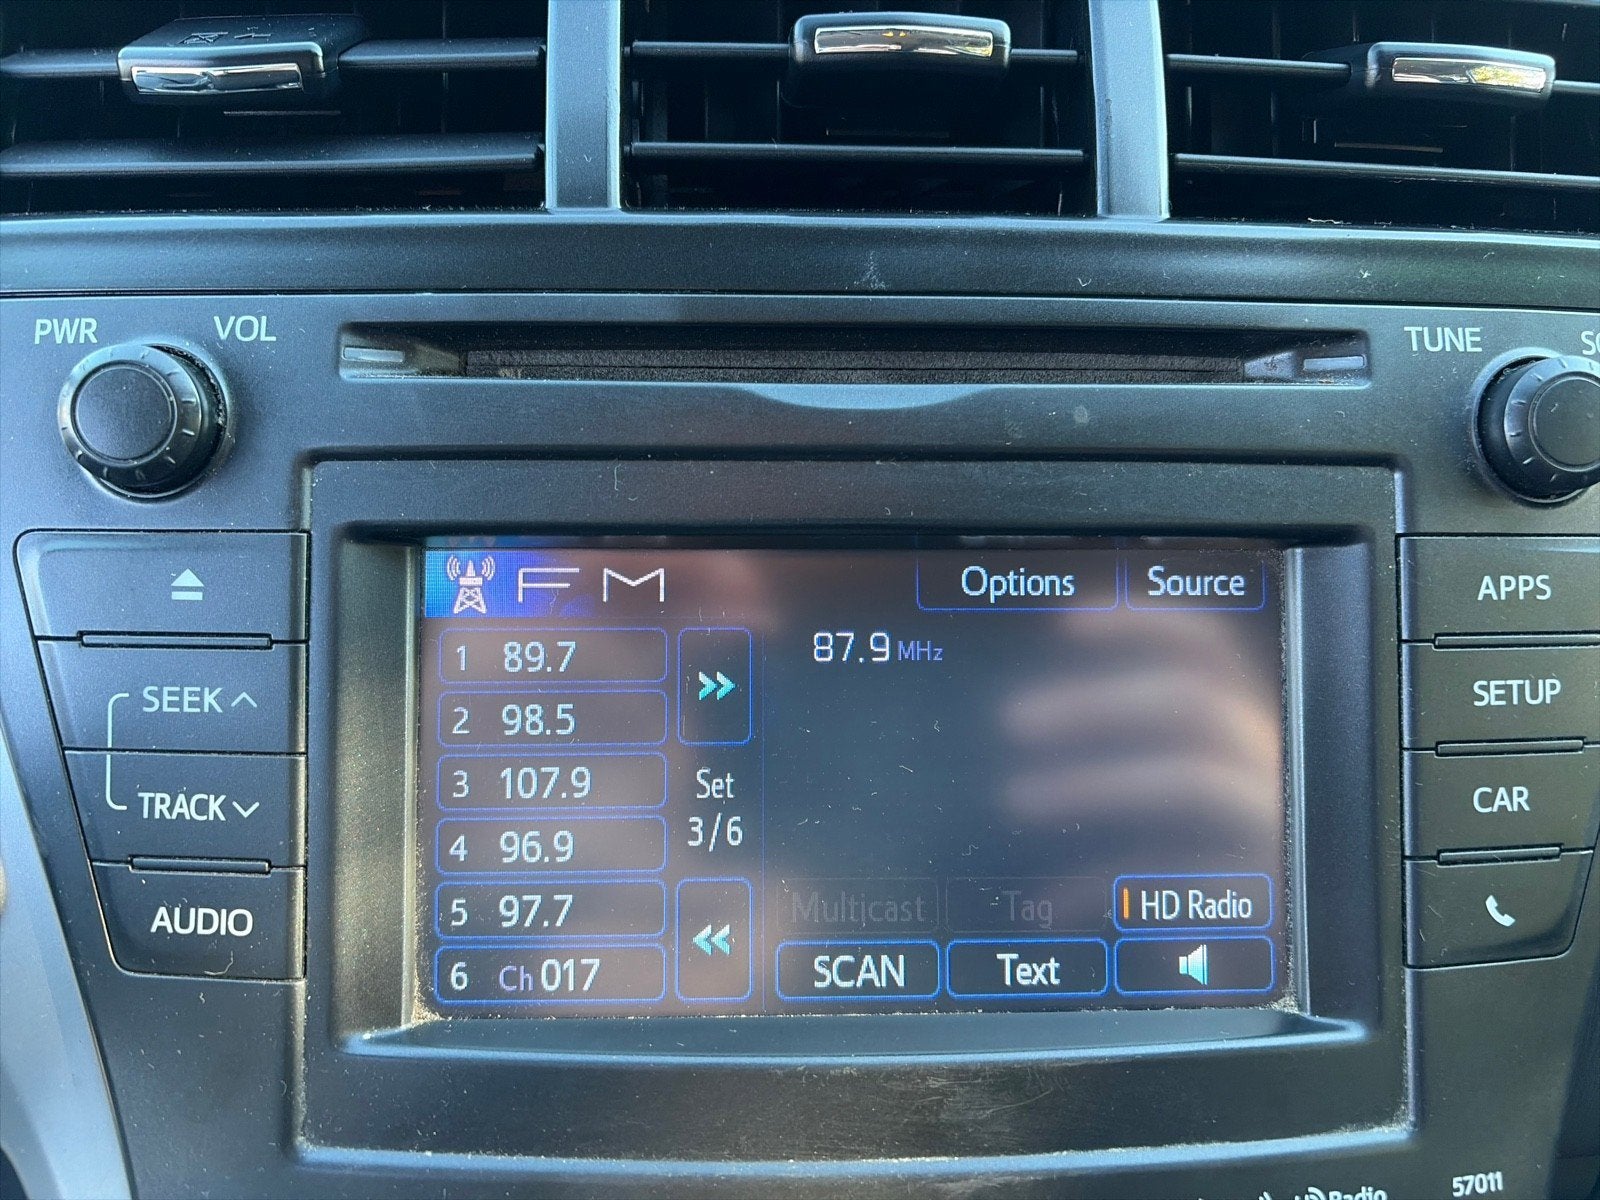 PWR VOL
TUNE
FM Options Source
APPS
SEEK
TRACK
AUDIO
SETUP
CAR
1 89.7
2 98.5
3 107.9
4 96.9
5 97.7
6 Ch 017
Set
3/6
87.9 MHz
Multicast Tag HD Radio
SCAN Text
57011
HD Radio